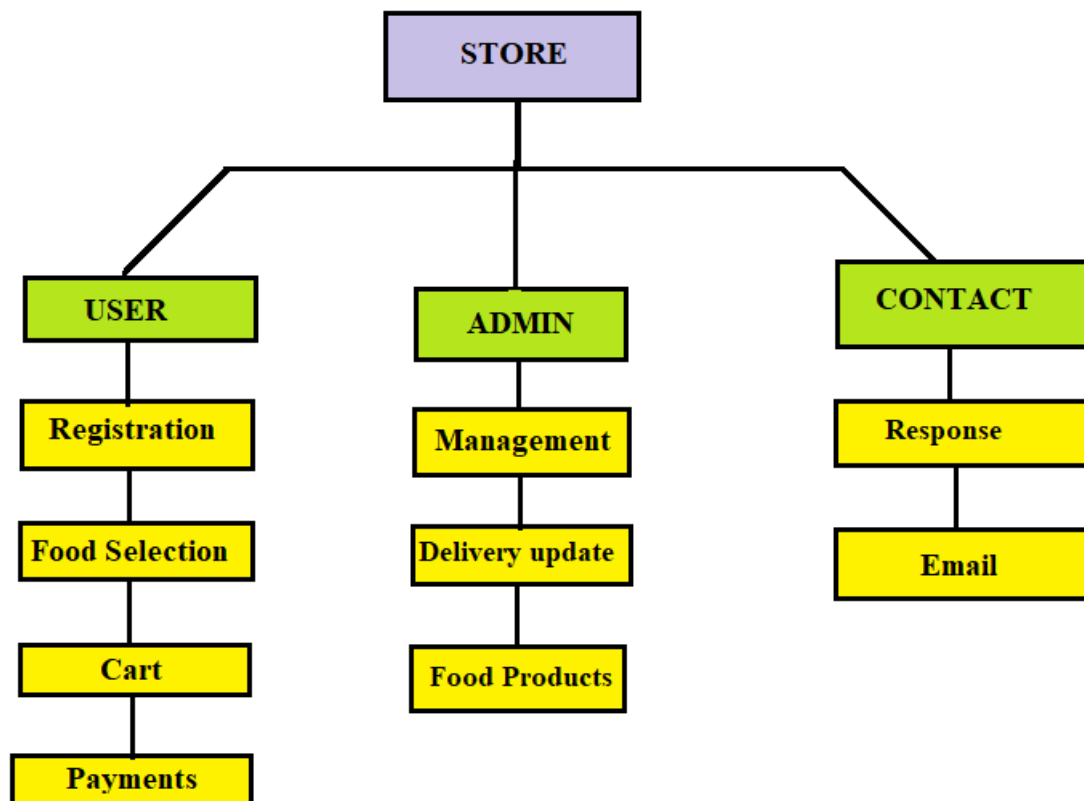 STORE
USER
ADMIN
CONTACT
Registration
Management
Response
Food Selection
Delivery update
Email
Cart
Food Products
Payments